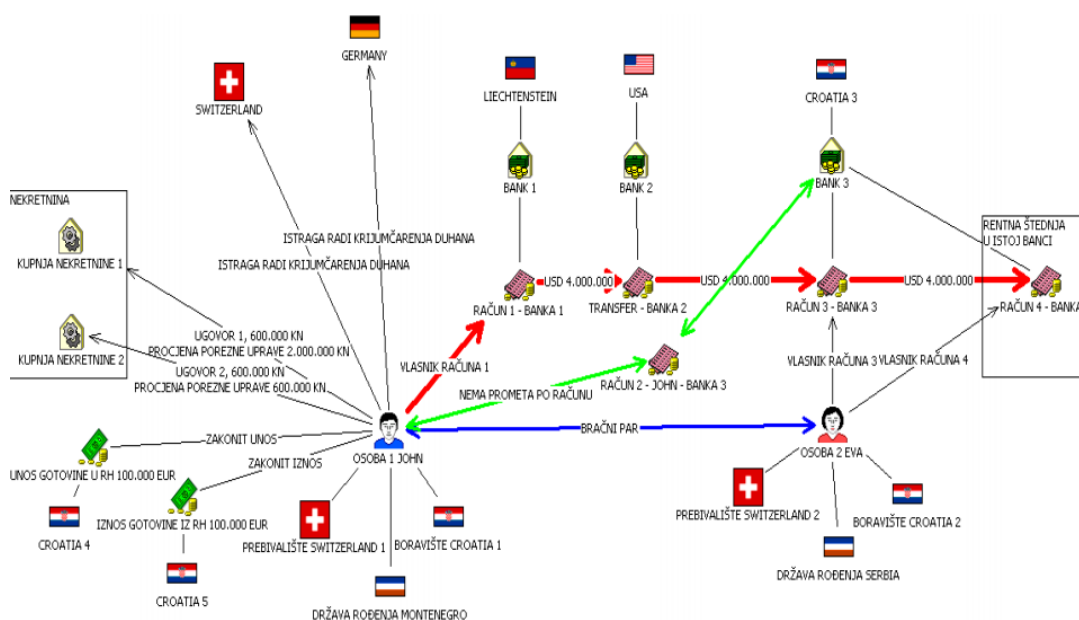 GERMANY
SWITZERLAND
LIECHTENSTEIN
USA
CROATIA 3
BANK 1
BANK 2
BANK 3
NEKRETNINA
KUPNJA NEKRETNINE 1
KUPNJA NEKRETNINE 2
ISTRAGA RADI KRIJUMČARENJA DUHANA
ISTRAGA RADI KRIJUMČARENJA DUHANA
RENTNA ŠTEDNJA
U ISTOJ BANCI
USD 4.000.000
USD 4.000.000
USD 4.000.000
RAČUN 1 - BANKA 1
TRANSFER - BANKA 2
RAČUN 3 - BANKA 3
RAČUN 4 - BANKA
UGOVOR 1, 600.000 KN
PROCJENA POREZNE UPRAVE 2.000.000 KN
UGOVOR 2, 600.000 KN
PROCJENA POREZNE UPRAVE 600.000 KN
VLASNIK RAČUNA 1
VLASNIK RAČUNA 3
VLASNIK RAČUNA 4
RAČUN 2 - JOHN - BANKA 3
NEMA PROMETA PO RAČUNU
ZAKONIT UNOS
ZAKONIT IZNOS
BRAČNI PAR
OSOBA 1 JOHN
OSOBA 2 EVA
UNOS GOTOVINE U RH 100.000 EUR
IZNOS GOTOVINE IZ RH 100.000 EUR
CROATIA 4
CROATIA 5
PREBIVALIŠTE SWITZERLAND 1
BORAVIŠTE CROATIA 1
DRŽAVA ROĐENJA MONTENEGRO
PREBIVALIŠTE SWITZERLAND 2
BORAVIŠTE CROATIA 2
DRŽAVA ROĐENJA SERBIA